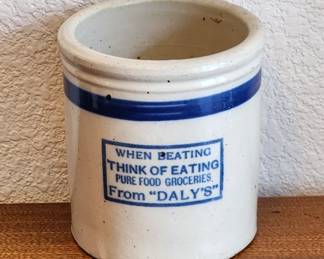 WHEN BEATING
THINK OF EATING
PURE FOOD GROCERIES
From "DALY'S"